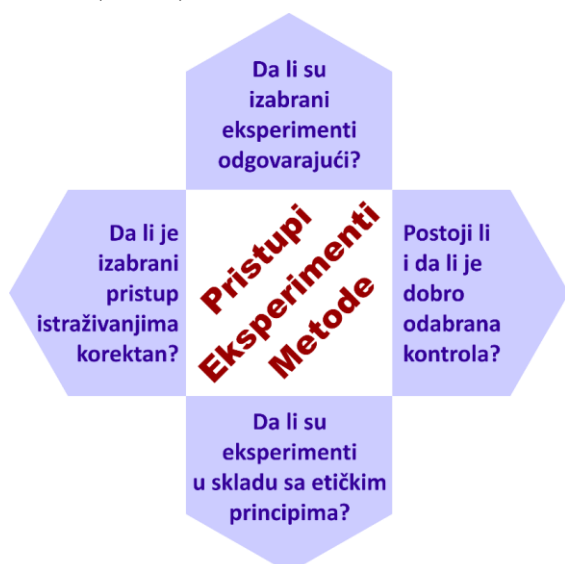 Da li su
izabrani
eksperimenti
odgovarajući?
Da li je
izabrani
pristup
istraživanjima
korektan?
Pristupi
Eksperimenti
Metode
Postoji li
i da li je
dobro
odabrana
kontrola?
Da li su
eksperimenti
u skladu sa etičkim
principima?